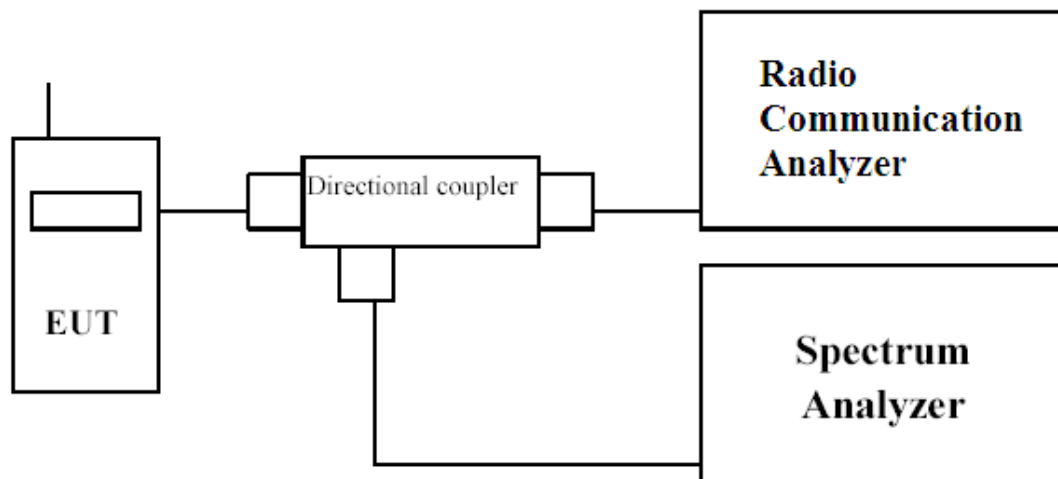 Radio
Communication
Analyzer
Directional coupler
EUT
Spectrum
Analyzer